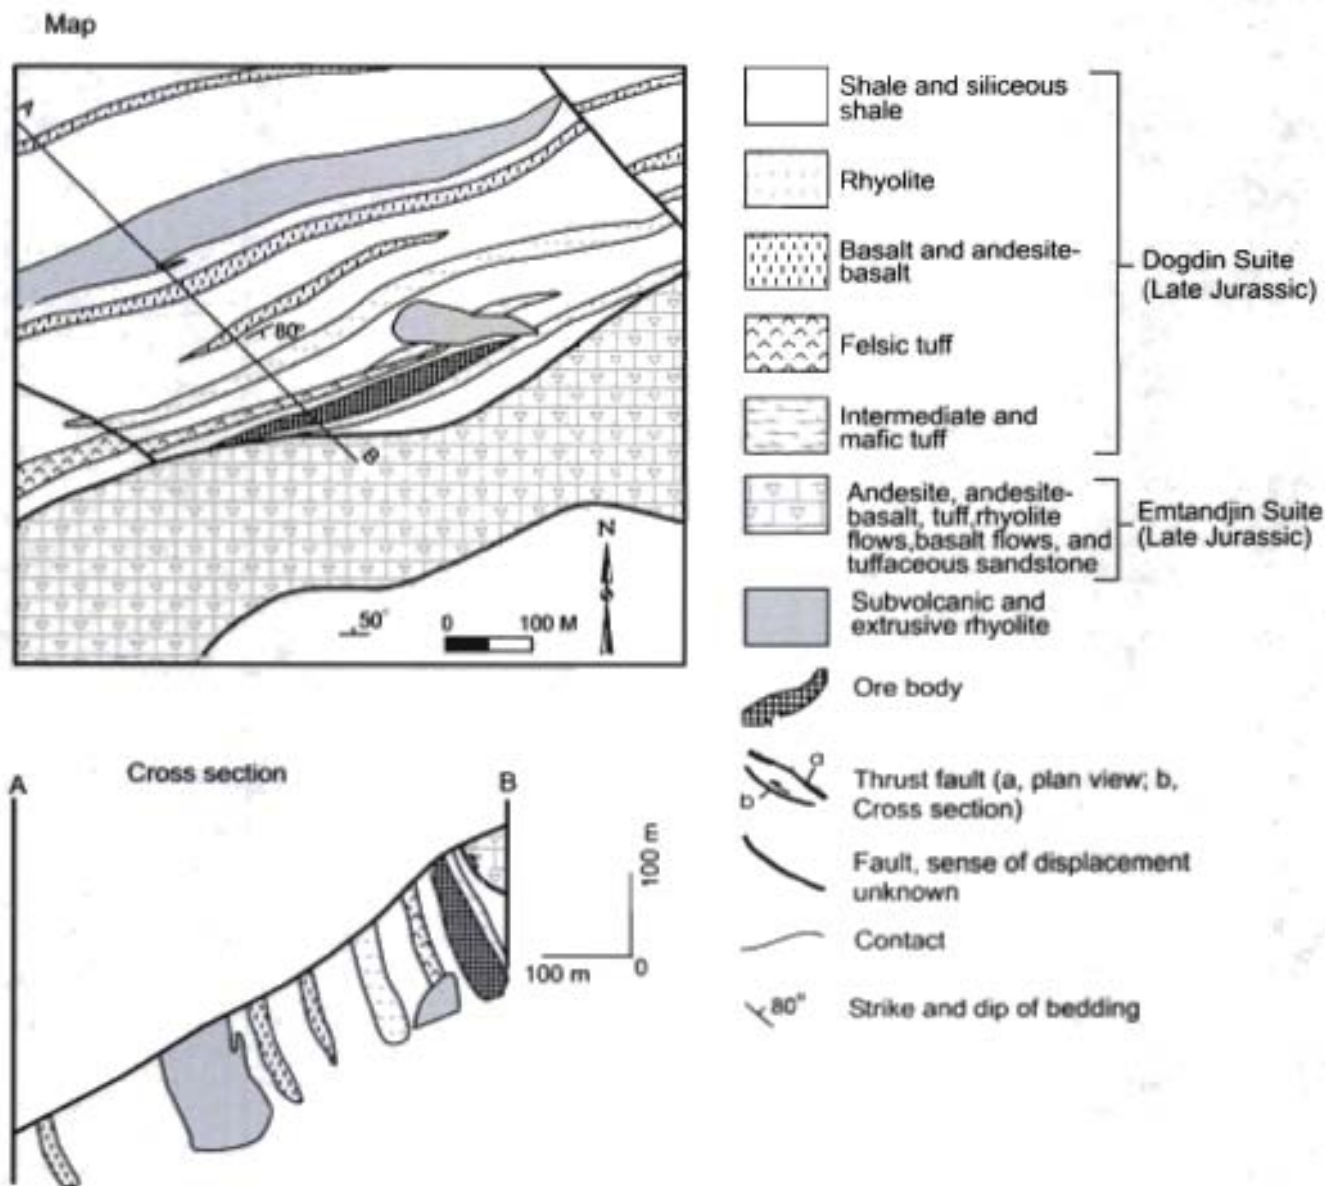 Map
A
80°
B
N
S
50°
0 100 M
Shale and siliceous
shale
Rhyolite
Basalt and andesite-
basalt
Felsic tuff
Intermediate and
mafic tuff
Dogdin Suite
(Late Jurassic)
Andesite, andesite-
basalt, tuff,rhyolite
flows,basalt flows, and
tuffaceous sandstone
Emtandjin Suite
(Late Jurassic)
Subvolcanic and
extrusive rhyolite
Ore body
a
b
Thrust fault (a, plan view; b,
Cross section)
Fault, sense of displacement
unknown
Contact
80°
Strike and dip of bedding
Cross section
A
B
100 m
100 m
0